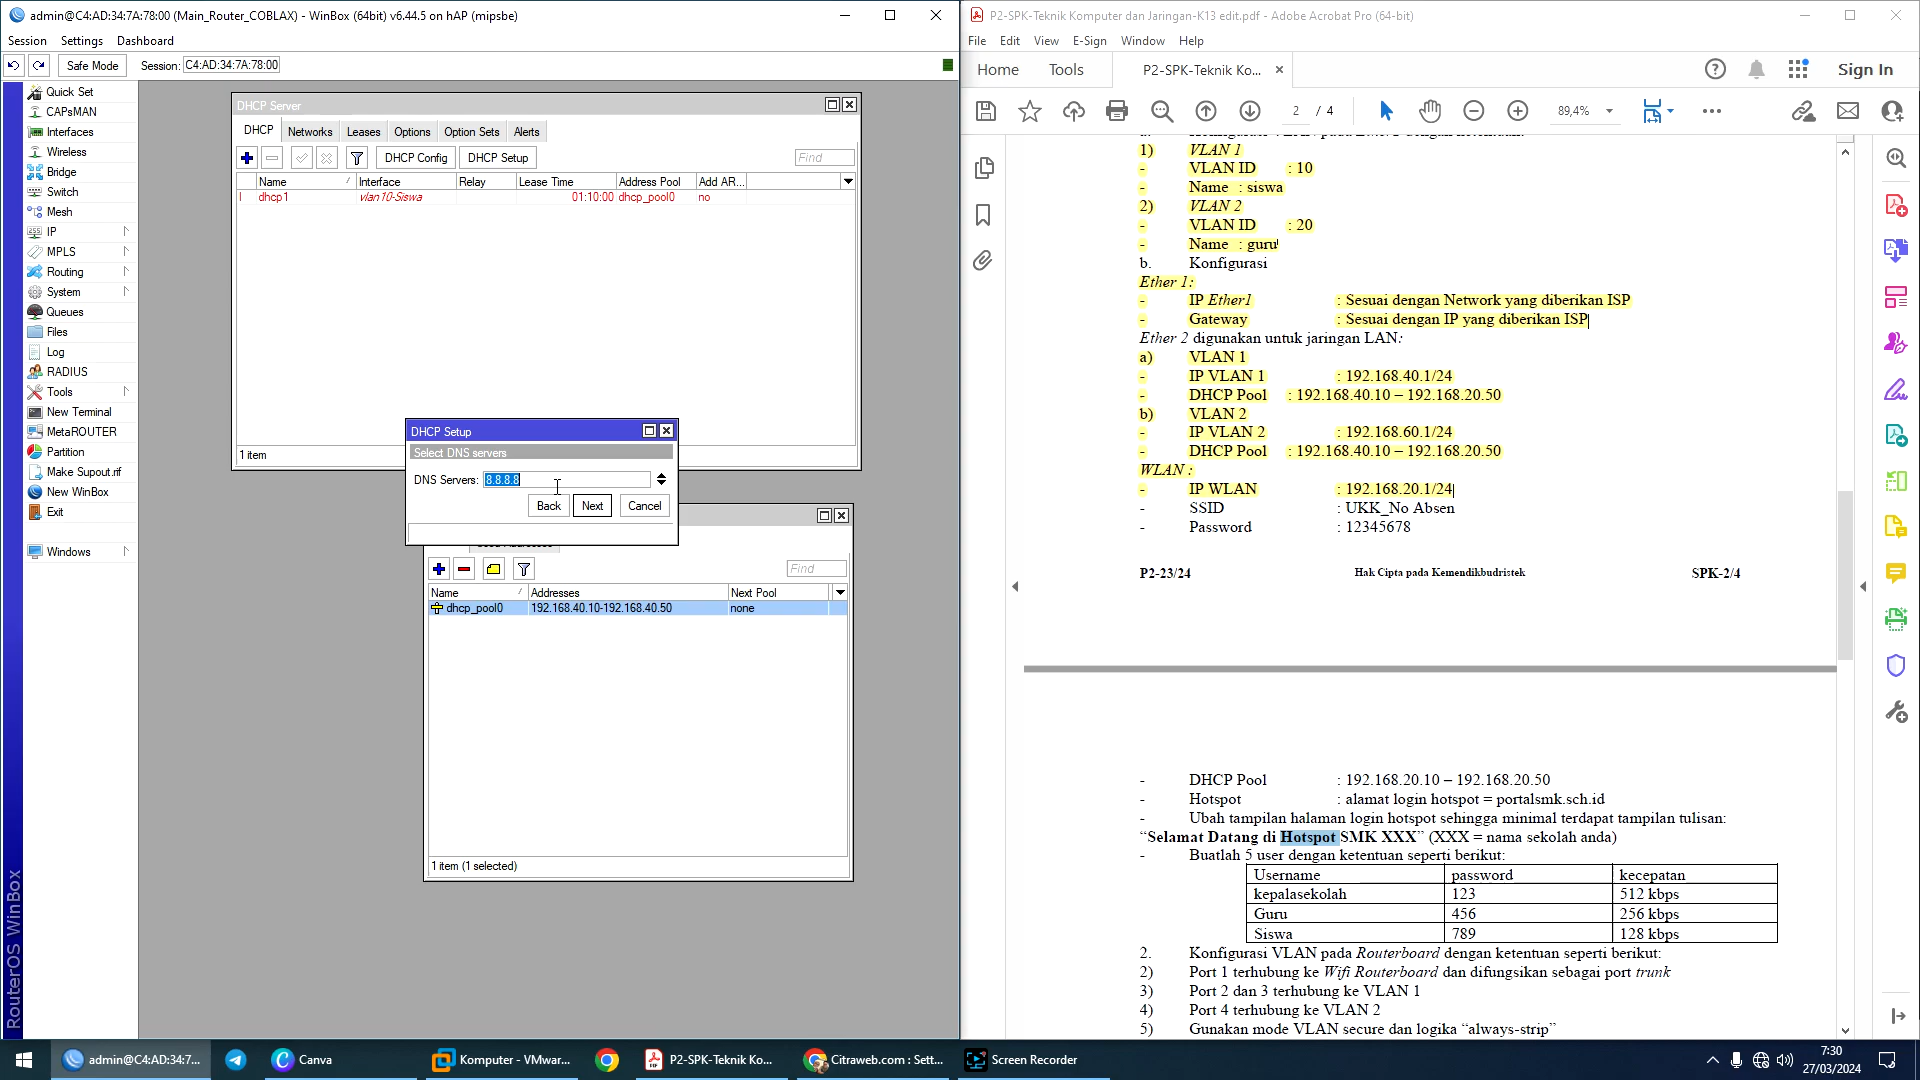 admin@C4:AD:34:7A:78:00 (Main_Router_COBLAX) - WinBox (64bit) v6.44.5 on hAP (mipsbe)
Session Settings Dashboard
Safe Mode Session: C4:AD:34:7A:78:00
Quick Set
CAPsMAN
Interfaces
Wireless
Bridge
Switch
Mesh
IP
MPLS
Routing
System
Queues
Files
Log
RADIUS
Tools
New Terminal
MetaROUTER
Partition
Make Supout.rif
New WinBox
Exit
Windows
RouterOS WinBox
DHCP Server
DHCP Networks Leases Options Option Sets Alerts
DHCP Config DHCP Setup Find
Name Interface Relay Lease Time Address Pool Add AR...
I dhcp1 vlan10-Siswa 01:10:00 dhcp_pool0 no
1 item
DHCP Setup
Select DNS servers
DNS Servers: 8.8.8.8
Back Next Cancel
Find
Name Addresses Next Pool
dhcp_pool0 192.168.40.10-192.168.40.50 none
1 item (1 selected)
P2-SPK-Teknik Komputer dan Jaringan-K13 edit.pdf - Adobe Acrobat Pro (64-bit)
File Edit View E-Sign Window Help
Home Tools P2-SPK-Teknik Ko... Sign In
2 / 4 89,4%
1) VLAN 1
- VLAN ID : 10
- Name : siswa
2) VLAN 2
- VLAN ID : 20
- Name : guru
b. Konfigurasi
Ether 1:
- IP Ether1 : Sesuai dengan Network yang diberikan ISP
- Gateway : Sesuai dengan IP yang diberikan ISP
Ether 2 digunakan untuk jaringan LAN:
a) VLAN 1
- IP VLAN 1 : 192.168.40.1/24
- DHCP Pool : 192.168.40.10 – 192.168.20.50
b) VLAN 2
- IP VLAN 2 : 192.168.60.1/24
- DHCP Pool : 192.168.40.10 – 192.168.20.50
WLAN :
- IP WLAN : 192.168.20.1/24
- SSID : UKK_No Absen
- Password : 12345678
P2-23/24 Hak Cipta pada Kemendikbudristek SPK-2/4
- DHCP Pool : 192.168.20.10 – 192.168.20.50
- Hotspot : alamat login hotspot = portalsmk.sch.id
- Ubah tampilan halaman login hotspot sehingga minimal terdapat tampilan tulisan:
“Selamat Datang di Hotspot SMK XXX” (XXX = nama sekolah anda)
- Buatlah 5 user dengan ketentuan seperti berikut:
Username password kecepatan
kepalasekolah 123 512 kbps
Guru 456 256 kbps
Siswa 789 128 kbps
2. Konfigurasi VLAN pada Routerboard dengan ketentuan seperti berikut:
2) Port 1 terhubung ke Wifi Routerboard dan difungsikan sebagai port trunk
3) Port 2 dan 3 terhubung ke VLAN 1
4) Port 4 terhubung ke VLAN 2
5) Gunakan mode VLAN secure dan logika “always-strip”
admin@C4:AD:34:7... Canva Komputer - VMwar... P2-SPK-Teknik Ko... Citraweb.com : Sett... Screen Recorder
7:30
27/03/2024